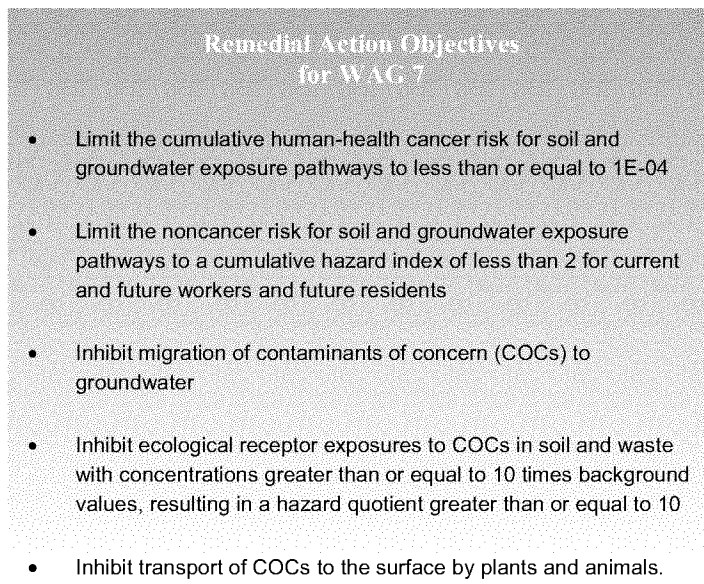 Remedial Action Objectives
for WAG 7
• Limit the cumulative human-health cancer risk for soil and
groundwater exposure pathways to less than or equal to 1E-04
• Limit the noncancer risk for soil and groundwater exposure
pathways to a cumulative hazard index of less than 2 for current
and future workers and future residents
• Inhibit migration of contaminants of concern (COCs) to
groundwater
• Inhibit ecological receptor exposures to COCs in soil and waste
with concentrations greater than or equal to 10 times background
values, resulting in a hazard quotient greater than or equal to 10
• Inhibit transport of COCs to the surface by plants and animals.